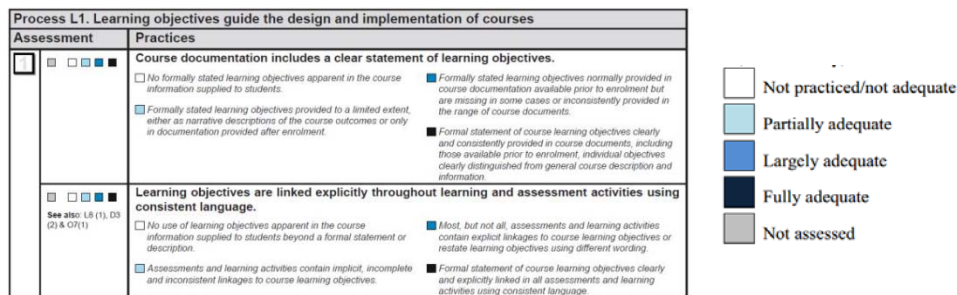 Process L1. Learning objectives guide the design and implementation of courses
Assessment
Practices
1
Course documentation includes a clear statement of learning objectives.
No formally stated learning objectives apparent in the course
information supplied to students.
Formally stated learning objectives provided to a limited extent,
either as narrative descriptions of the course outcomes or only
in documentation provided after enrolment.
Formally stated learning objectives normally provided in
course documentation available prior to enrolment but
are missing in some cases or inconsistently provided in
the range of course documents.
Formal statement of course learning objectives clearly
and consistently provided in course documents, including
those available prior to enrolment, individual objectives
clearly distinguished from general course description and
information.
See also: L8 (1), D3
(2) & O7(1)
Learning objectives are linked explicitly throughout learning and assessment activities using
consistent language.
No use of learning objectives apparent in the course
information supplied to students beyond a formal statement or
description.
Assessments and learning activities contain implicit, incomplete
and inconsistent linkages to course learning objectives.
Most, but not all, assessments and learning activities
contain explicit linkages to course learning objectives or
restate learning objectives using different wording.
Formal statement of course learning objectives clearly
and explicitly linked in all assessments and learning
activities using consistent language.
Not practiced/not adequate
Partially adequate
Largely adequate
Fully adequate
Not assessed